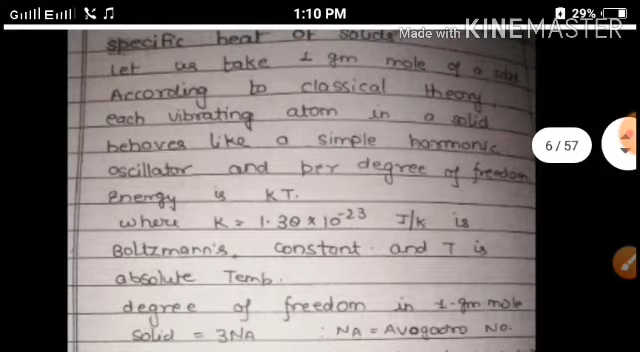 1:10 PM
29%
Made with KINEMASTER
specific heat of solids
Let us take 1 gm mole of a solid
According to classical theory,
each vibrating atom in a solid
behaves like a simple harmonic
6/57
oscillator and per degree of freedom
energy is KT.
where K = 1.38 × 10⁻²³ J/K is
Boltzmann's constant and T is
absolute Temp.
degree of freedom in 1-gm mole
solid = 3NA : NA = Avogadro No.